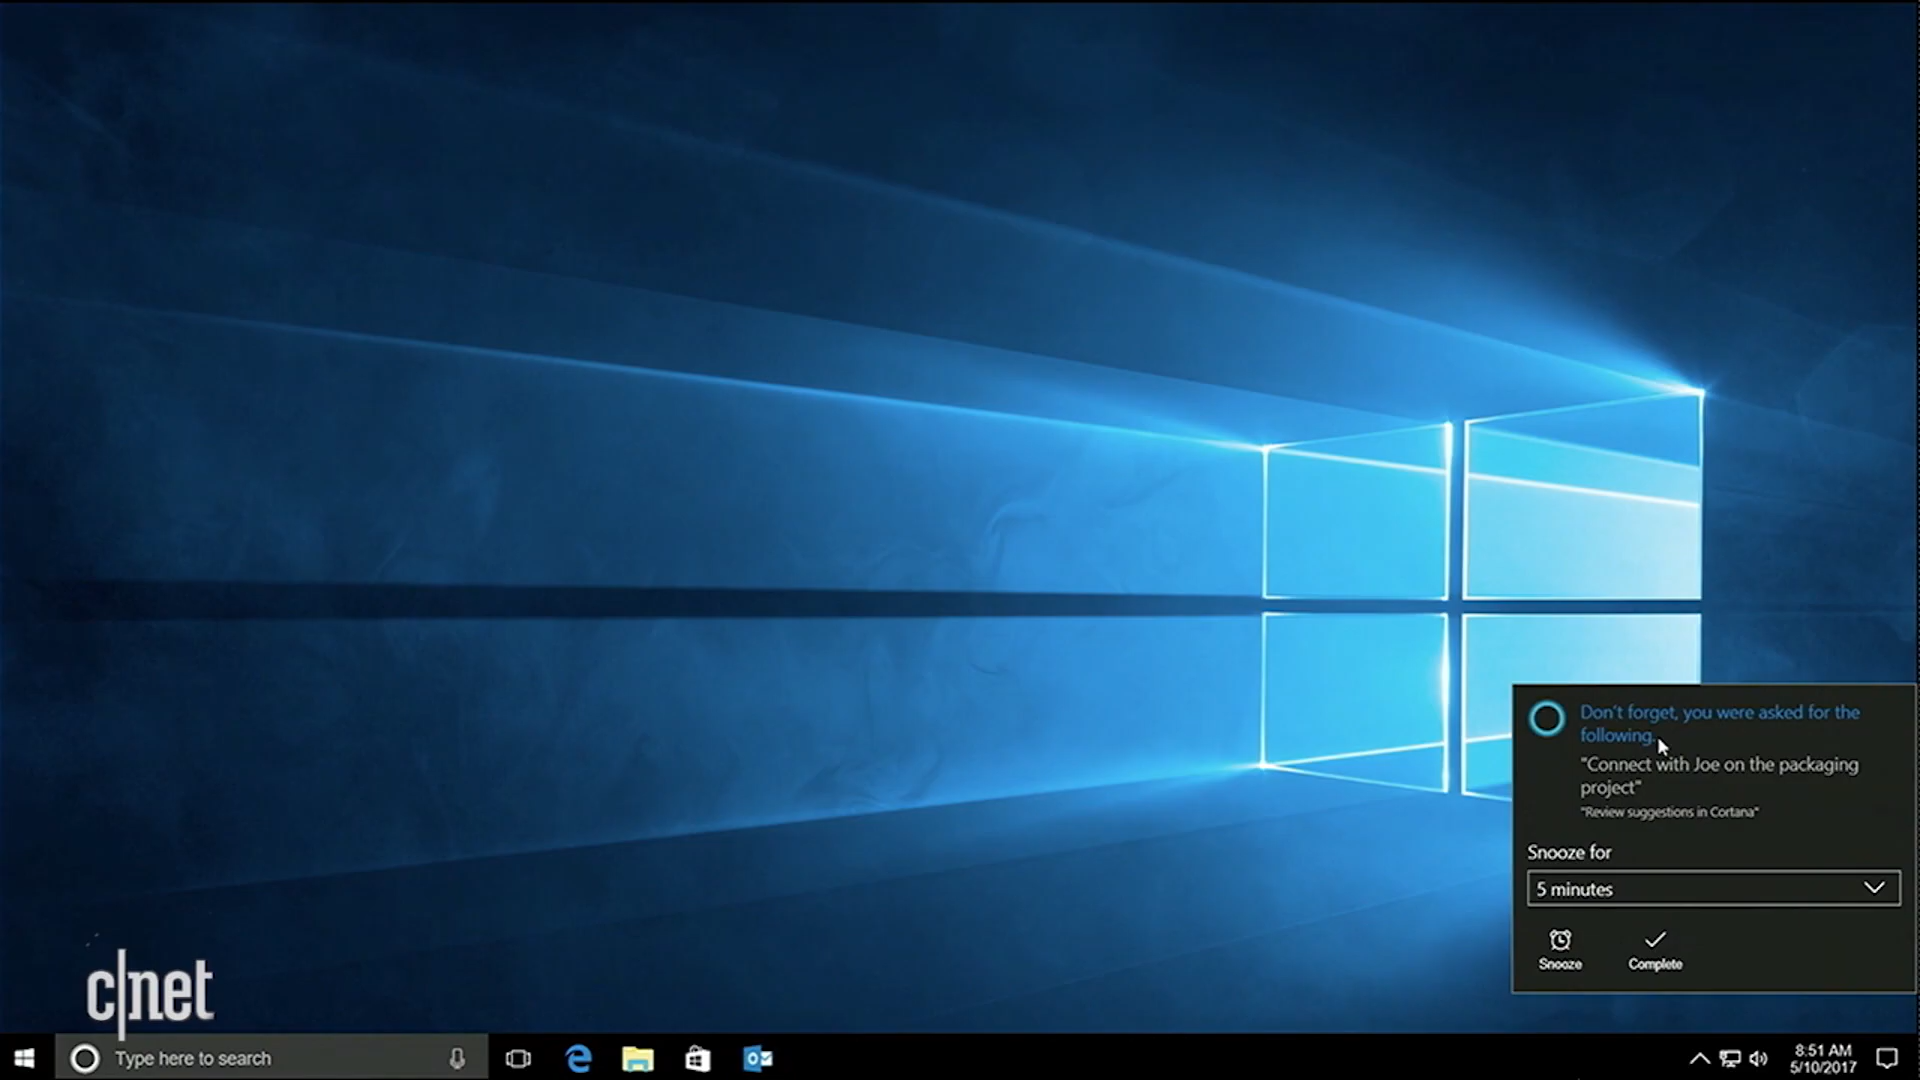 Don't forget, you were asked for the
following.
"Connect with Joe on the packaging
project"
"Review suggestions in Cortana"
Snooze for
5 minutes
Snooze
Complete
c|net
Type here to search
8:51 AM
5/10/2017